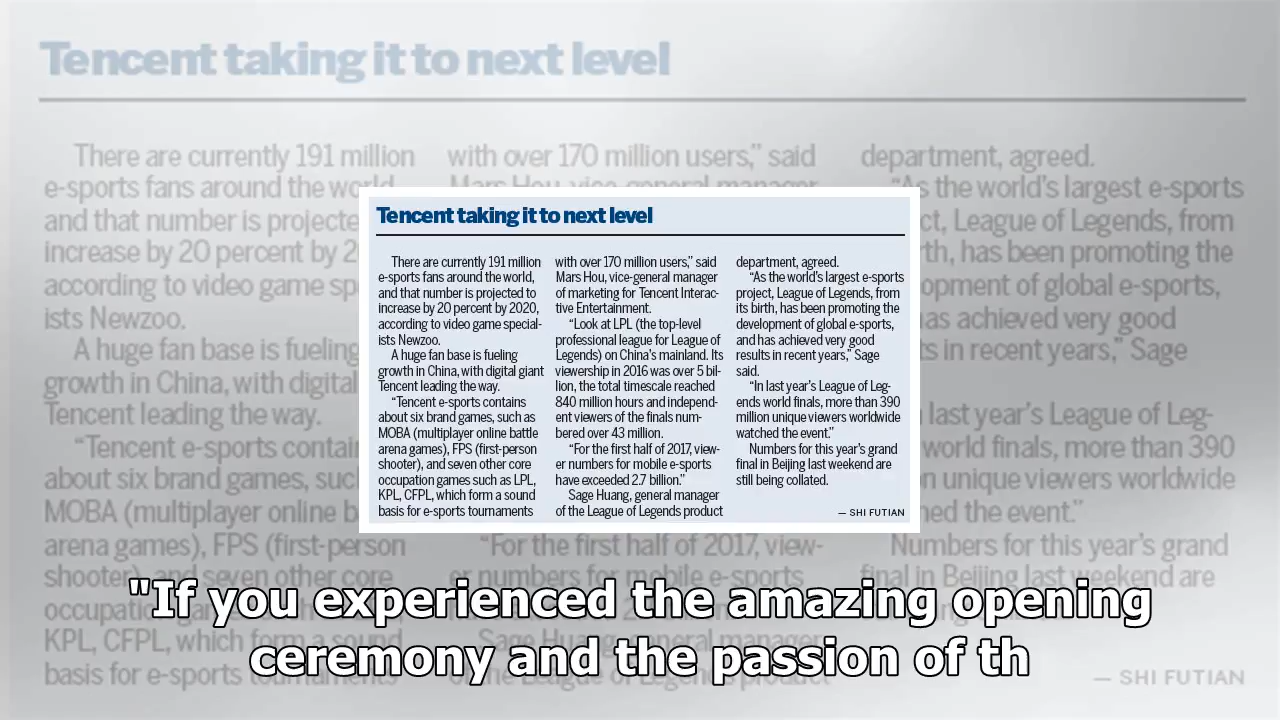 Tencent taking it to next level
There are currently 191 million
e-sports fans around the world,
and that number is projected to
increase by 20 percent by 2020,
according to video game special-
ists Newzoo.
A huge fan base is fueling
growth in China, with digital giant
Tencent leading the way.
“Tencent e-sports contains
about six brand games, such as
MOBA (multiplayer online battle
arena games), FPS (first-person
shooter), and seven other core
occupation games such as LPL,
KPL, CFPL, which form a sound
basis for e-sports tournaments
with over 170 million users,” said
Mars Hou, vice-general manager
of marketing for Tencent Interac-
tive Entertainment.
“Look at LPL (the top-level
professional league for League of
Legends) on China’s mainland. Its
viewership in 2016 was over 5 bil-
lion, the total timescale reached
840 million hours and independ-
ent viewers of the finals num-
bered over 43 million.
“For the first half of 2017, view-
er numbers for mobile e-sports
have exceeded 2.7 billion.”
Sage Huang, general manager
of the League of Legends product
department, agreed.
“As the world’s largest e-sports
project, League of Legends, from
its birth, has been promoting the
development of global e-sports,
and has achieved very good
results in recent years,” Sage
said.
“In last year’s League of Leg-
ends world finals, more than 390
million unique viewers worldwide
watched the event.”
Numbers for this year’s grand
final in Beijing last weekend are
still being collated.
— SHI FUTIAN
"If you experienced the amazing opening
ceremony and the passion of th